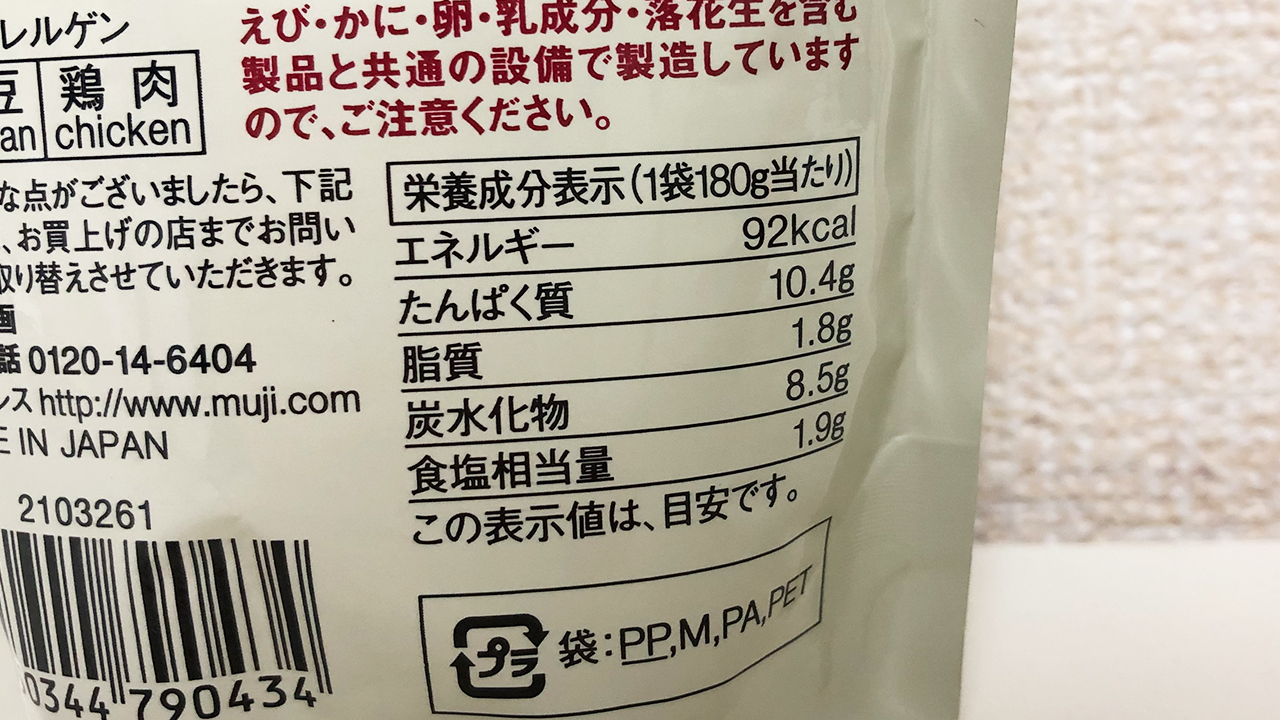 レルゲン
豆 鶏肉
an chicken
えび・かに・卵・乳成分・落花生を含む
製品と共通の設備で製造しています
ので、ご注意ください。
な点がございましたら、下記
、お買上げの店までお問い
取り替えさせていただきます。
画
話 0120-14-6404
レス http://www.muji.com
E IN JAPAN
2103261
0344 790434
栄養成分表示(1袋180g当たり)
エネルギー 92kcal
たんぱく質 10.4g
脂質 1.8g
炭水化物 8.5g
食塩相当量 1.9g
この表示値は、目安です。
プラ 袋:PP,M,PA,PET